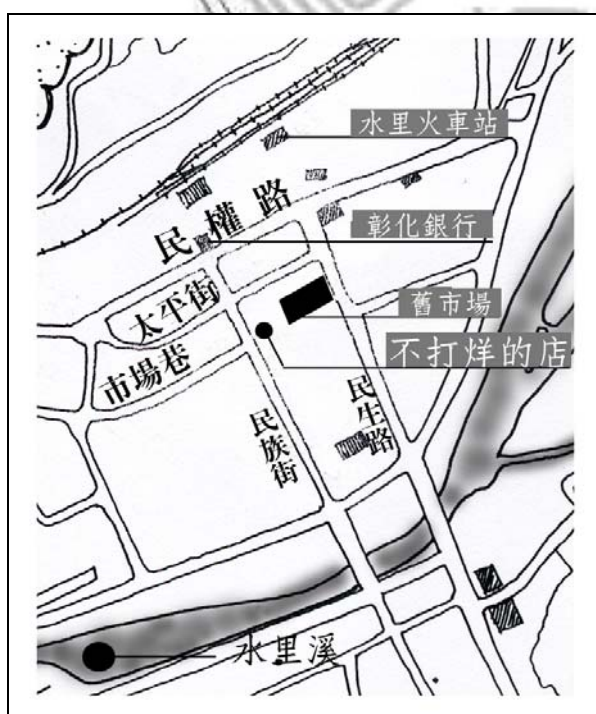 水里火車站
民權路
彰化銀行
太平街
舊市場
不打烊的店
市場巷
民生路
民族街
水里溪